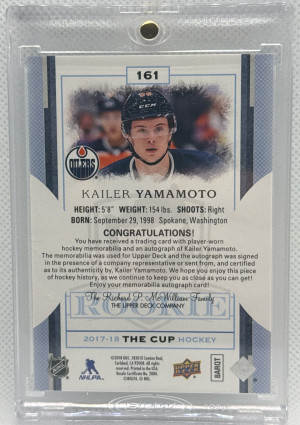 161
OILERS
KAILER YAMAMOTO
HEIGHT: 5'8" WEIGHT: 154 lbs. SHOOTS: Right
BORN: September 29, 1998 Spokane, Washington
CONGRATULATIONS!
You have received a trading card with player-worn
hockey memorabilia and an autograph of Kailer Yamamoto.
The memorabilia was used for Upper Deck and the autograph was signed
in the presence of a company representative or sent from, and certified
as to its authenticity by, Kailer Yamamoto. We hope you enjoy this piece
of hockey history, as we continue to keep you as close as you can get!
Enjoy your memorabilia autograph card!
The Richard P. McWilliam Family
THE UPPER DECK COMPANY
ROOKIE
2017-18 THE CUP HOCKEY
NHL
NHLPA
UPPER DECK
BAROT